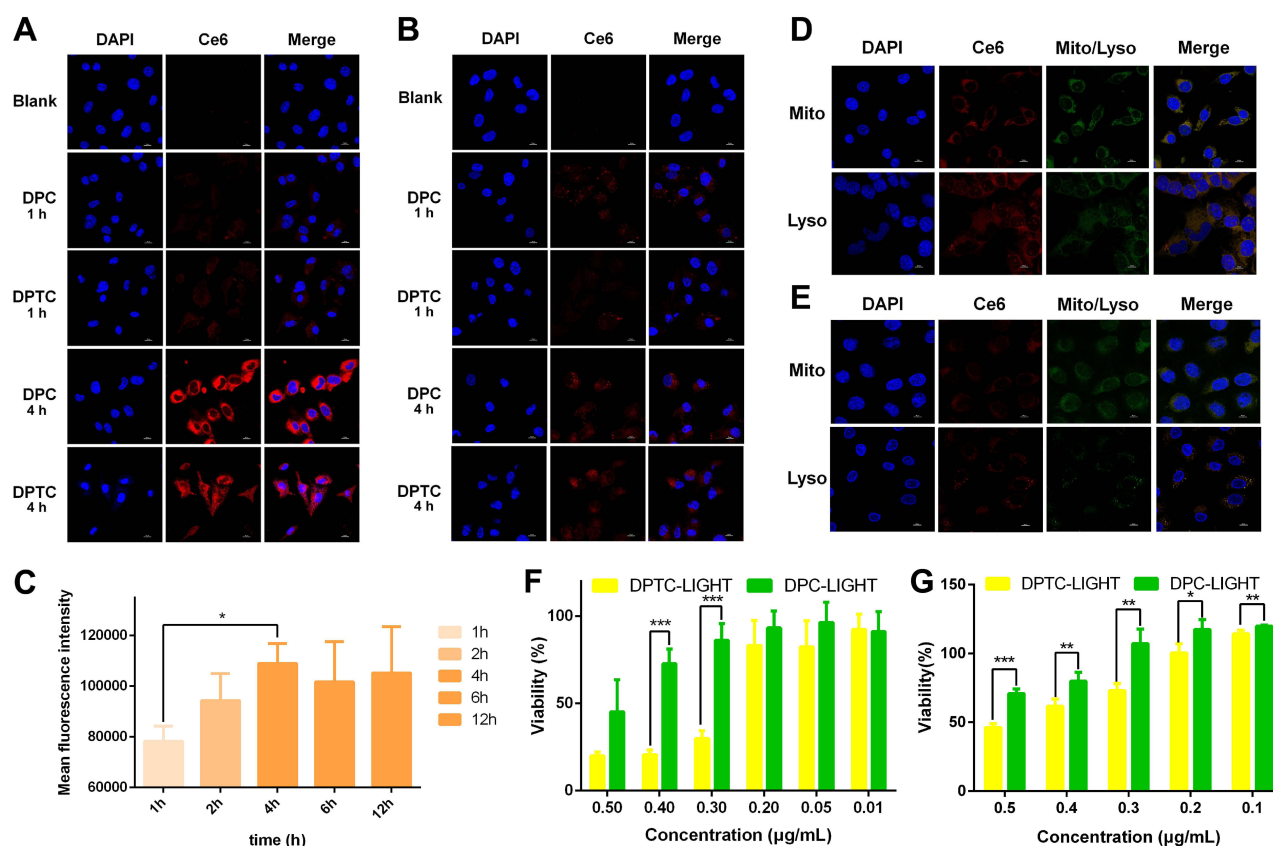 A
DAPI Ce6 Merge
Blank
DPC
1 h
DPTC
1 h
DPC
4 h
DPTC
4 h
B
DAPI Ce6 Merge
Blank
DPC
1 h
DPTC
1 h
DPC
4 h
DPTC
4 h
D
DAPI Ce6 Mito/Lyso Merge
Mito
Lyso
E
DAPI Ce6 Mito/Lyso Merge
Mito
Lyso
C
Mean fluorescence intensity
120000
100000
80000
60000
*
1h 2h 4h 6h 12h
time (h)
1h
2h
4h
6h
12h
F
DPTC-LIGHT DPC-LIGHT
Viability (%)
100
50
0
*** ***
0.50 0.40 0.30 0.20 0.05 0.01
Concentration (μg/mL)
G
DPTC-LIGHT DPC-LIGHT
Viability(%)
150
100
50
0
*** ** ** * **
0.5 0.4 0.3 0.2 0.1
Concentration (μg/mL)